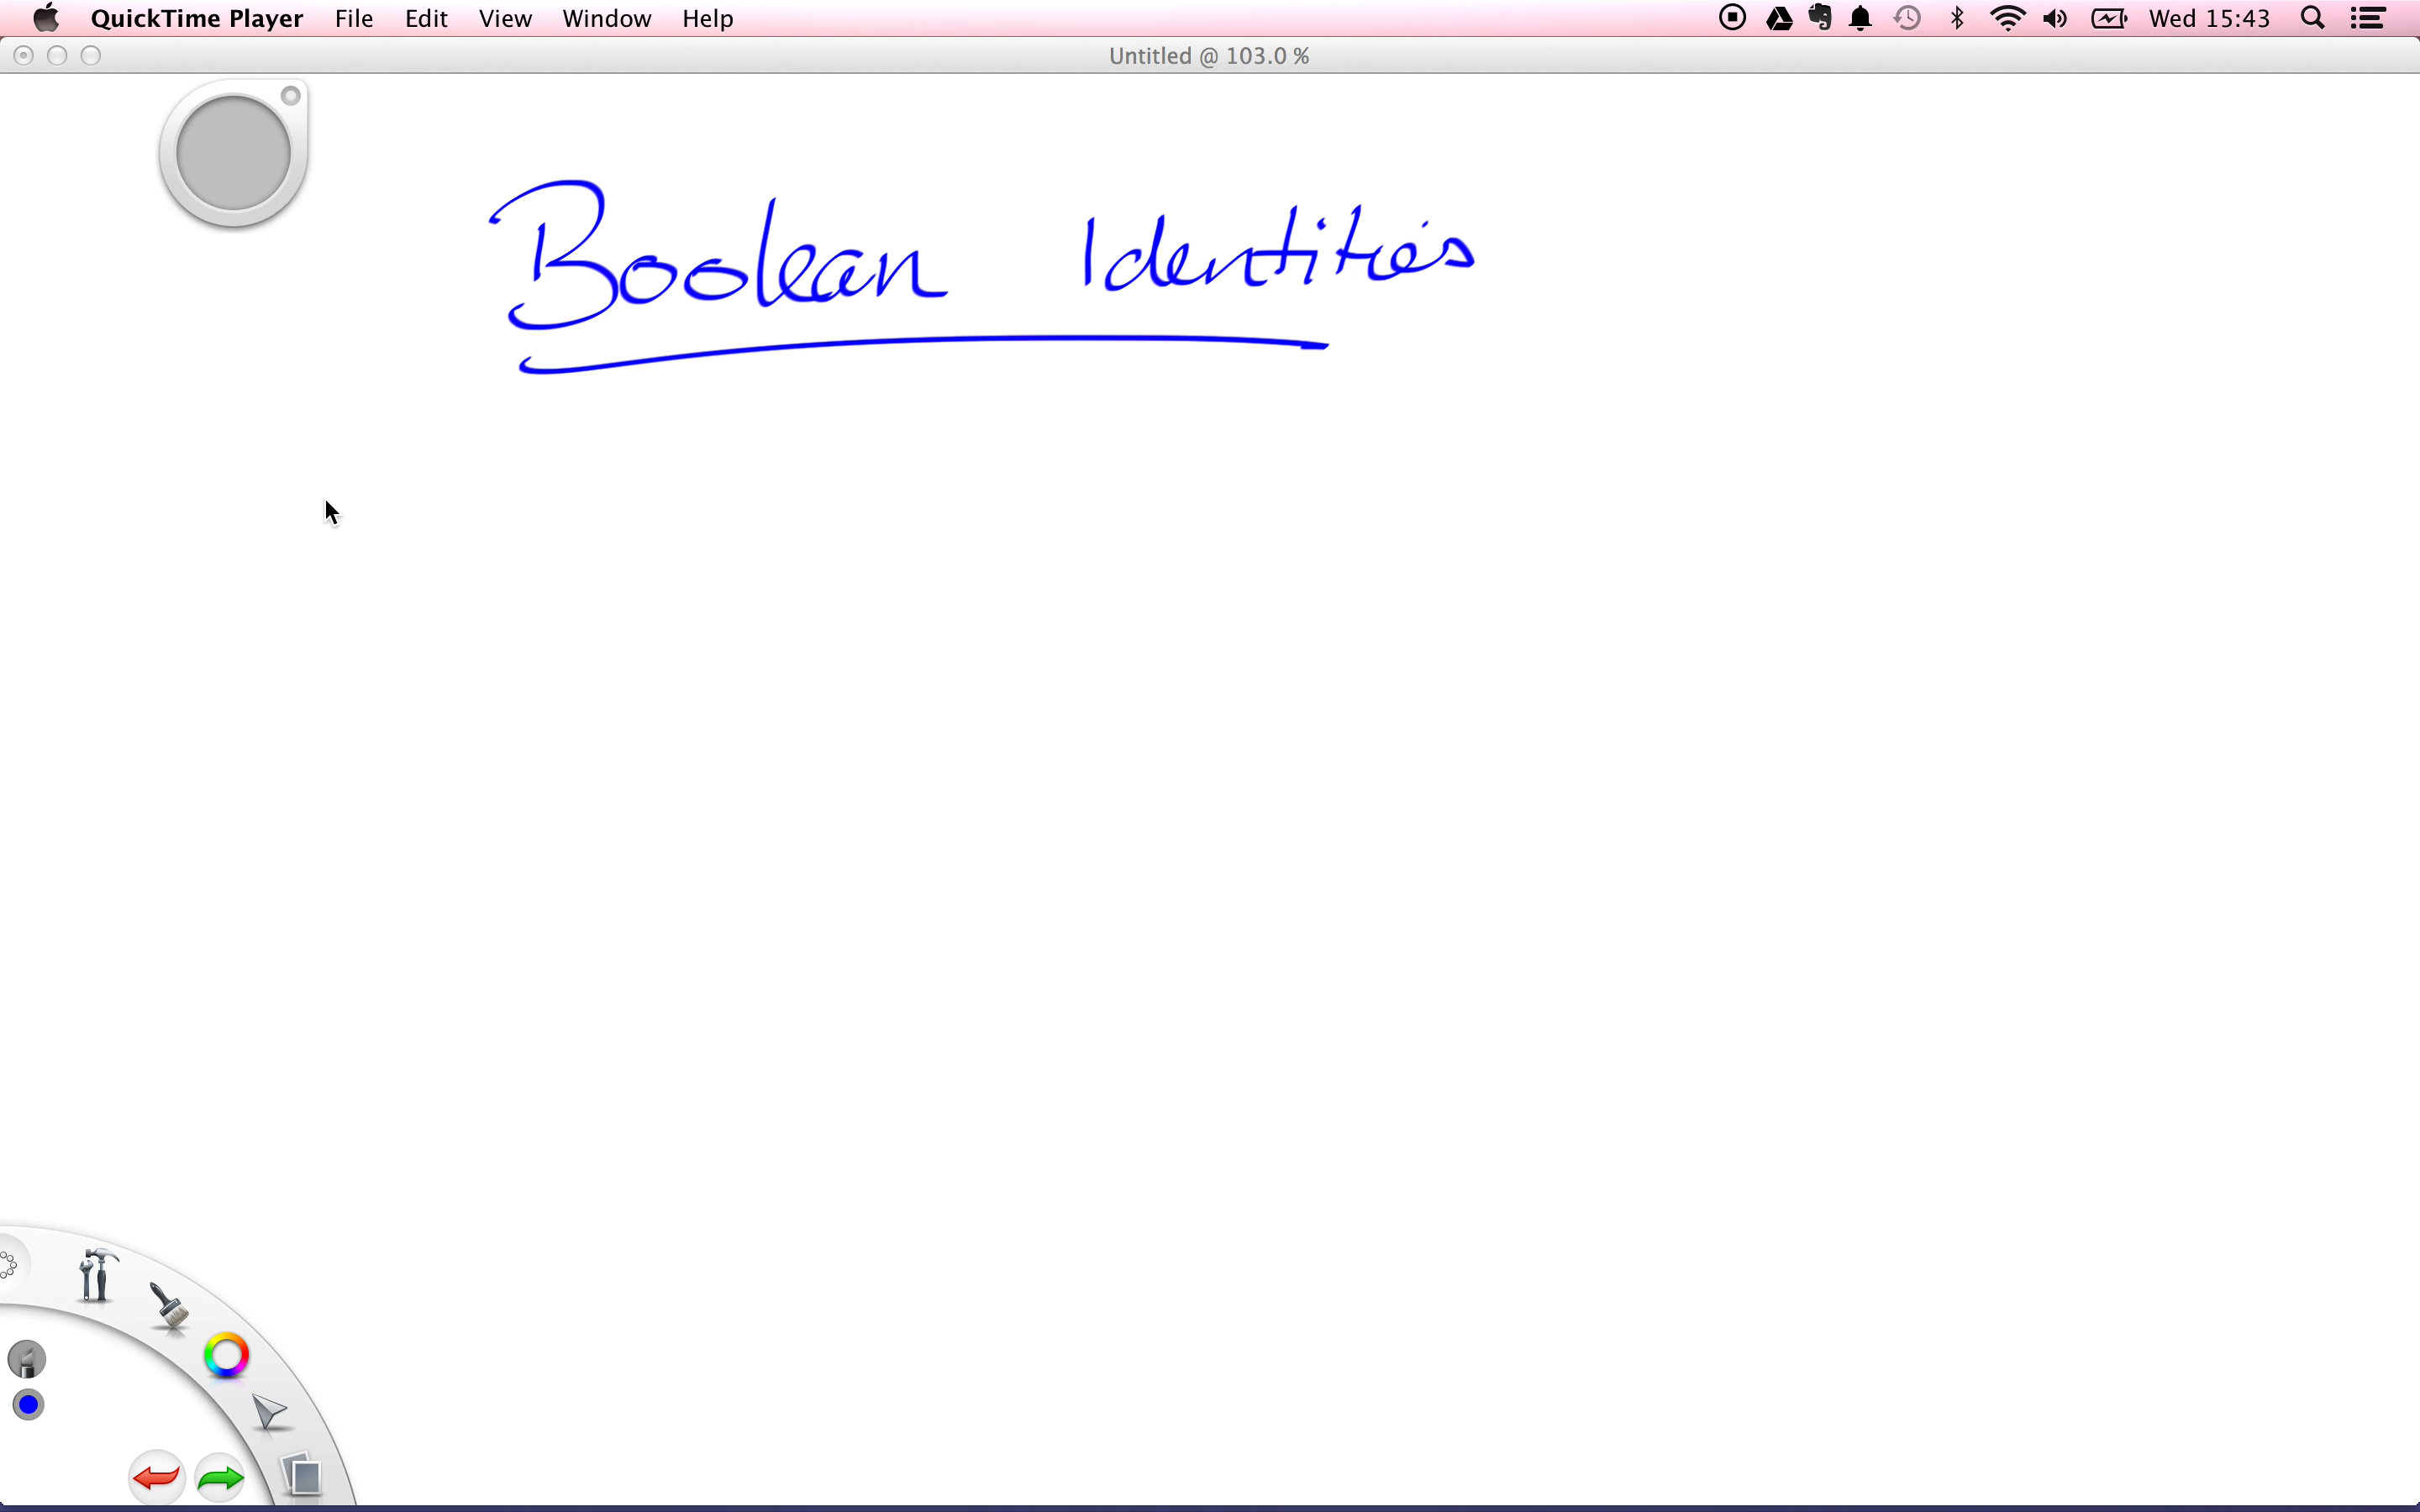 QuickTime Player File Edit View Window Help Wed 15:43
Untitled @ 103.0 %
Boolean Identities